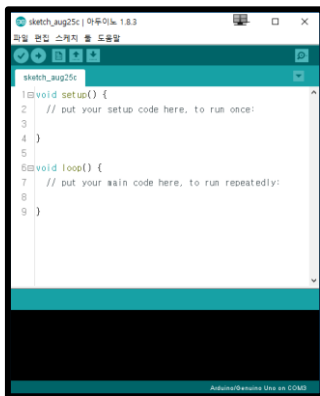 sketch_aug25c | 아두이노 1.8.3
파일 편집 스케치 툴 도움말
sketch_aug25c
1 void setup() {
2 // put your setup code here, to run once:
3
4 }
5
6 void loop() {
7 // put your main code here, to run repeatedly:
8
9 }
Arduino/Genuino Uno on COM3